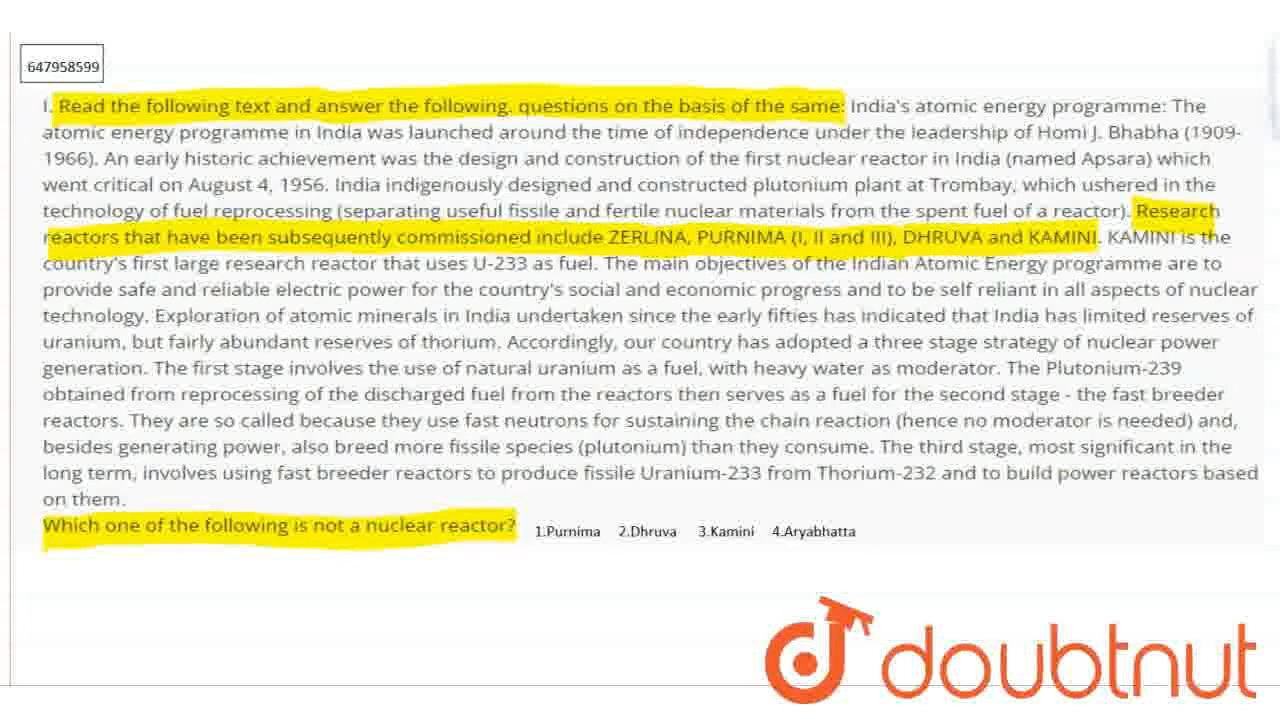 647958599
I. Read the following text and answer the following. questions on the basis of the same: India's atomic energy programme: The
atomic energy programme in India was launched around the time of independence under the leadership of Homi J. Bhabha (1909-
1966). An early historic achievement was the design and construction of the first nuclear reactor in India (named Apsara) which
went critical on August 4, 1956. India indigenously designed and constructed plutonium plant at Trombay, which ushered in the
technology of fuel reprocessing (separating useful fissile and fertile nuclear materials from the spent fuel of a reactor). Research
reactors that have been subsequently commissioned include ZERLINA, PURNIMA (I, II and III), DHRUVA and KAMINI. KAMINI is the
country's first large research reactor that uses U-233 as fuel. The main objectives of the Indian Atomic Energy programme are to
provide safe and reliable electric power for the country's social and economic progress and to be self reliant in all aspects of nuclear
technology. Exploration of atomic minerals in India undertaken since the early fifties has indicated that India has limited reserves of
uranium, but fairly abundant reserves of thorium. Accordingly, our country has adopted a three stage strategy of nuclear power
generation. The first stage involves the use of natural uranium as a fuel, with heavy water as moderator. The Plutonium-239
obtained from reprocessing of the discharged fuel from the reactors then serves as a fuel for the second stage - the fast breeder
reactors. They are so called because they use fast neutrons for sustaining the chain reaction (hence no moderator is needed) and,
besides generating power, also breed more fissile species (plutonium) than they consume. The third stage, most significant in the
long term, involves using fast breeder reactors to produce fissile Uranium-233 from Thorium-232 and to build power reactors based
on them.
Which one of the following is not a nuclear reactor? 1.Purnima 2.Dhruva 3.Kamini 4.Aryabhatta
doubtnut